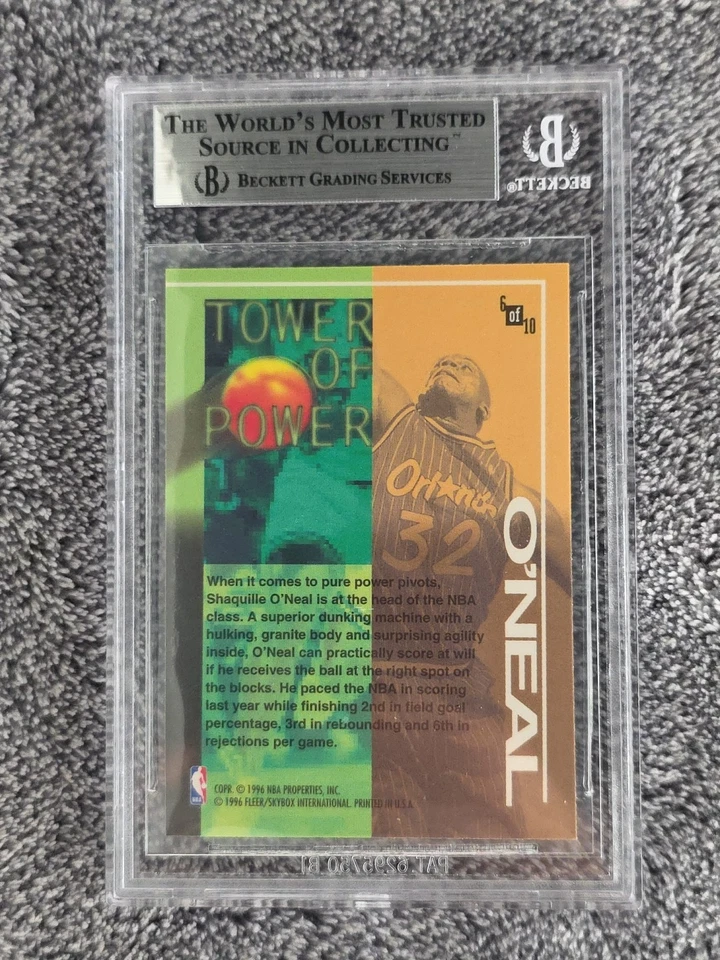 THE WORLD'S MOST TRUSTED
SOURCE IN COLLECTING™
B BECKETT GRADING SERVICES
B
BECKETT®
6 of 10
TOWER
OF
POWER
Orlando
32
O'NEAL
When it comes to pure power pivots,
Shaquille O'Neal is at the head of the NBA
class. A superior dunking machine with a
hulking, granite body and surprising agility
inside, O'Neal can practically score at will
if he receives the ball at the right spot on
the blocks. He paced the NBA in scoring
last year while finishing 2nd in field goal
percentage, 3rd in rebounding and 6th in
rejections per game.
COPR. © 1996 NBA PROPERTIES, INC.
© 1996 FLEER/SKYBOX INTERNATIONAL. PRINTED IN U.S.A.